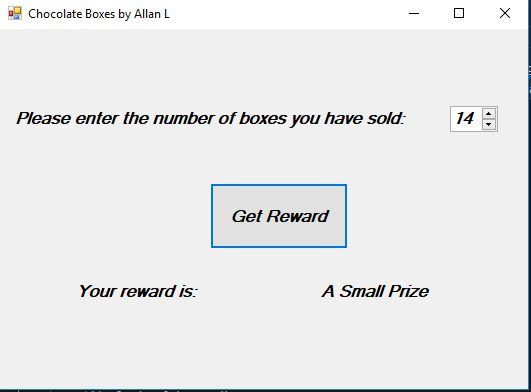 Chocolate Boxes by Allan L
Please enter the number of boxes you have sold: 14
Get Reward
Your reward is: A Small Prize